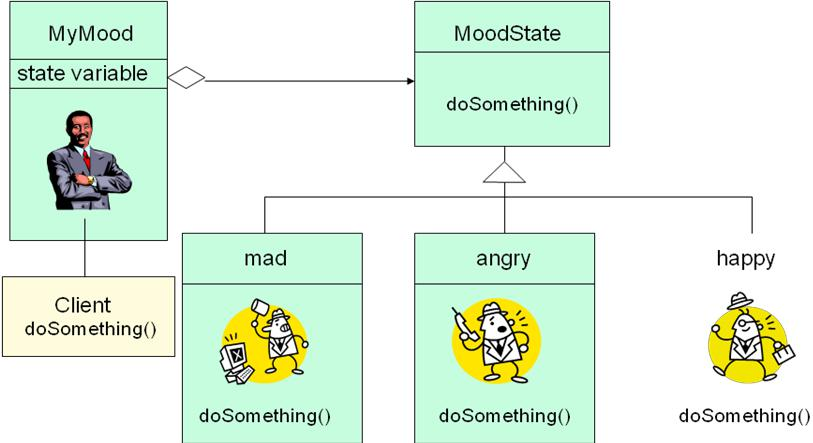 MyMood
state variable
MoodState
doSomething()
Client
doSomething()
mad
doSomething()
angry
doSomething()
happy
doSomething()